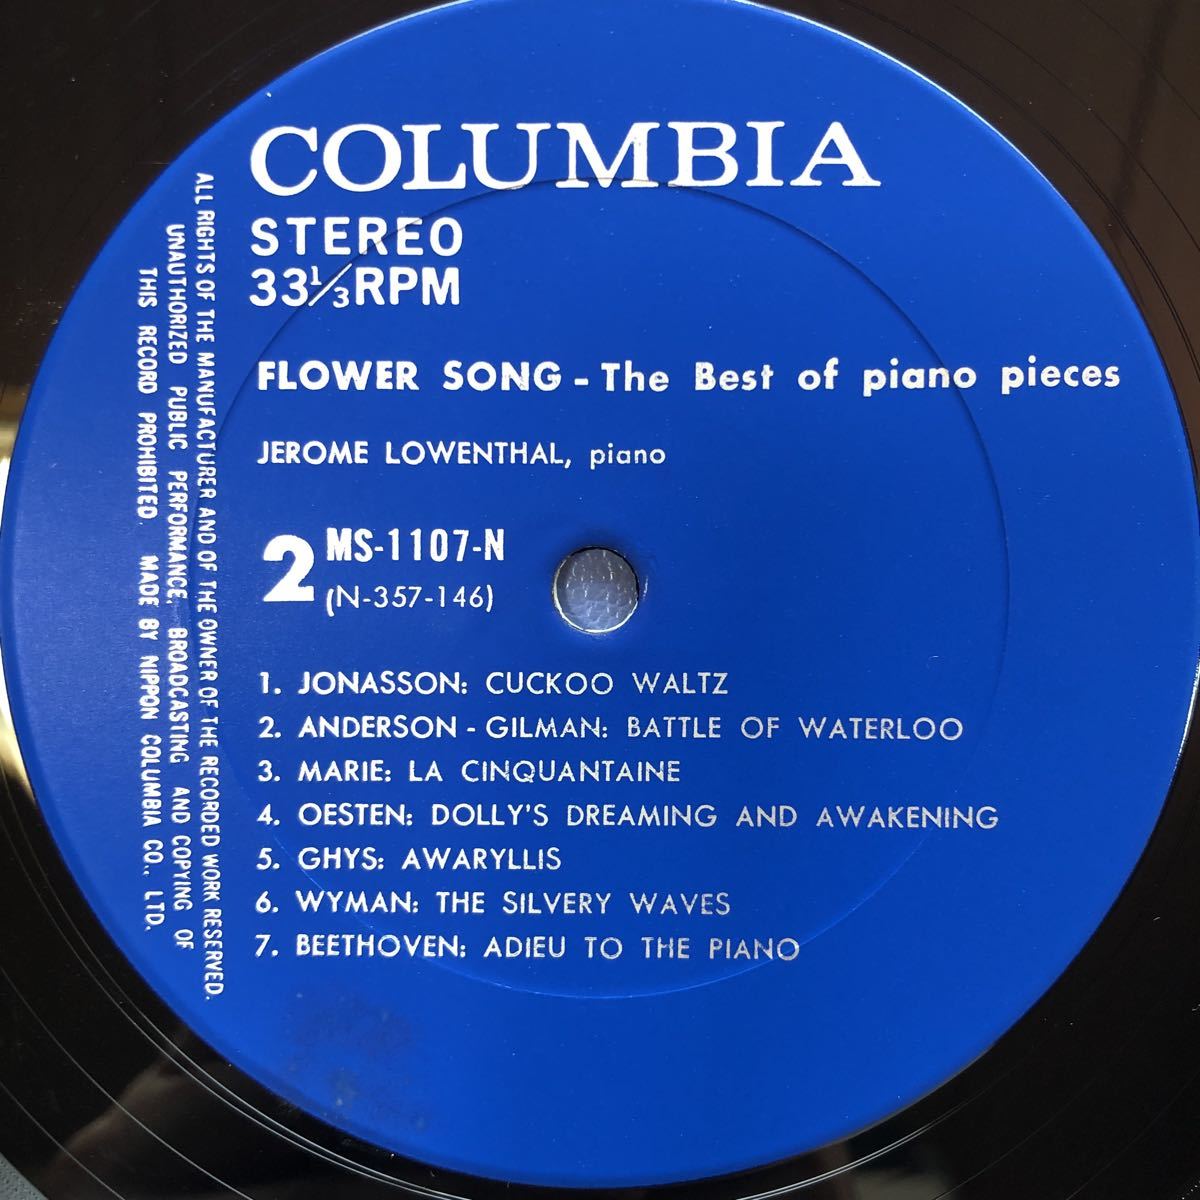 COLUMBIA
STEREO
33 1/3 RPM
FLOWER SONG - The Best of piano pieces
JEROME LOWENTHAL, piano
2 MS-1107-N
(N-357-146)
1. JONASSON: CUCKOO WALTZ
2. ANDERSON - GILMAN: BATTLE OF WATERLOO
3. MARIE: LA CINQUANTAINE
4. OESTEN: DOLLY'S DREAMING AND AWAKENING
5. GHYS: AWARYLLIS
6. WYMAN: THE SILVERY WAVES
7. BEETHOVEN: ADIEU TO THE PIANO
ALL RIGHTS OF THE MANUFACTURER AND OF THE OWNER OF THE RECORDED WORK RESERVED.
UNAUTHORIZED PUBLIC PERFORMANCE, BROADCASTING AND COPYING OF
THIS RECORD PROHIBITED. MADE BY NIPPON COLUMBIA CO., LTD.